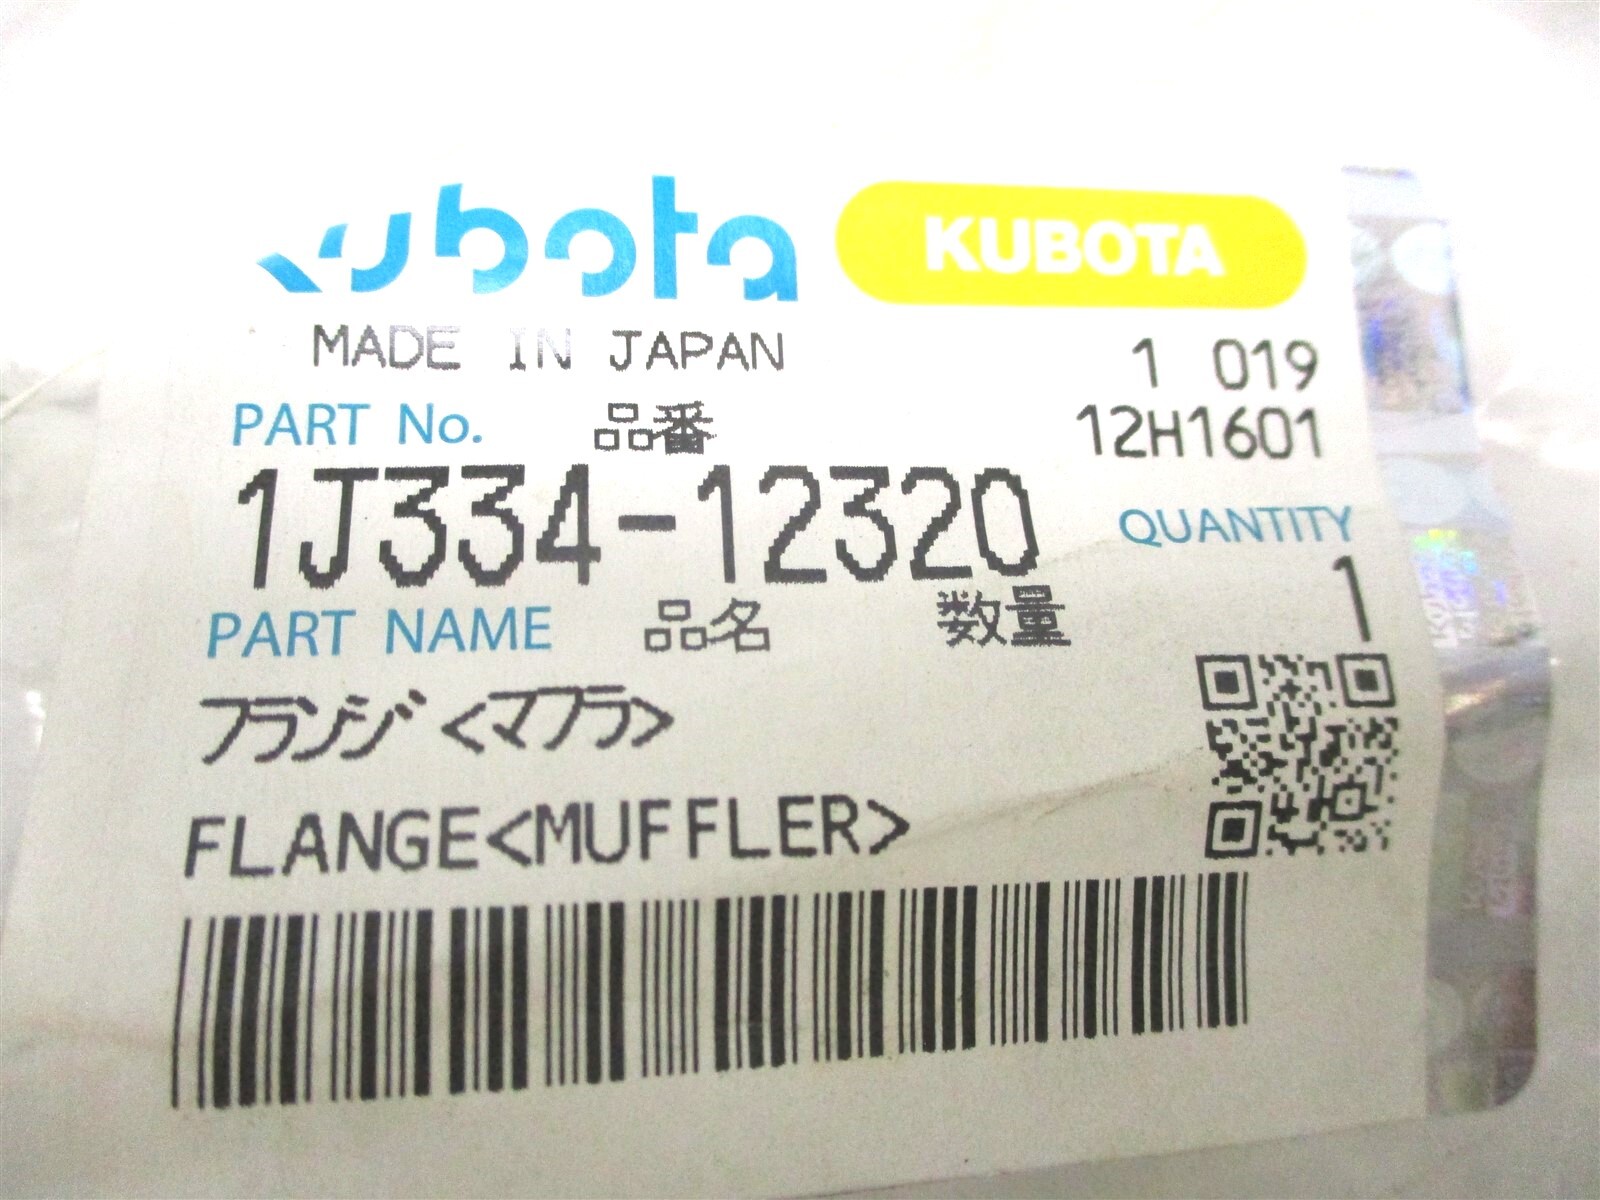 Kubota KUBOTA
MADE IN JAPAN
1 019
PART No. 品番
12H1601
1J334-12320
QUANTITY
1
PART NAME 品名 数量
フランジ<マフラ>
FLANGE<MUFFLER>